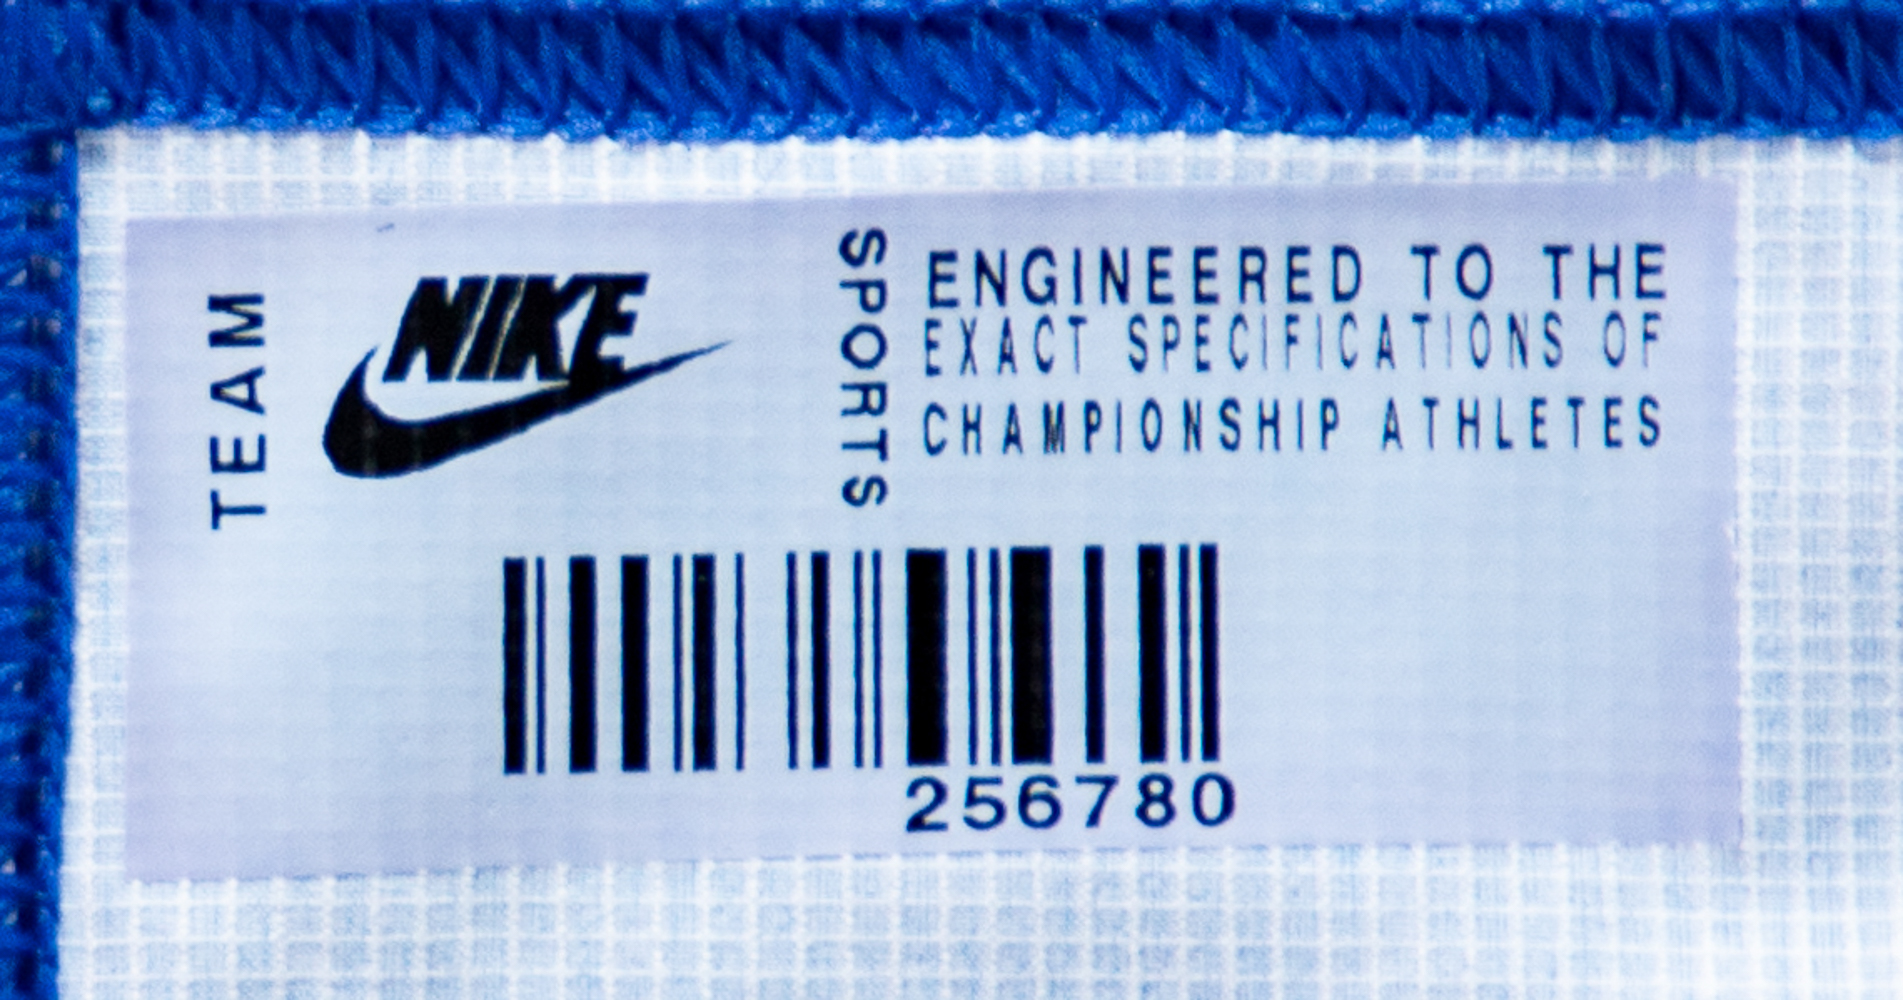 TEAM
NIKE
SPORTS
ENGINEERED TO THE
EXACT SPECIFICATIONS OF
CHAMPIONSHIP ATHLETES
256780